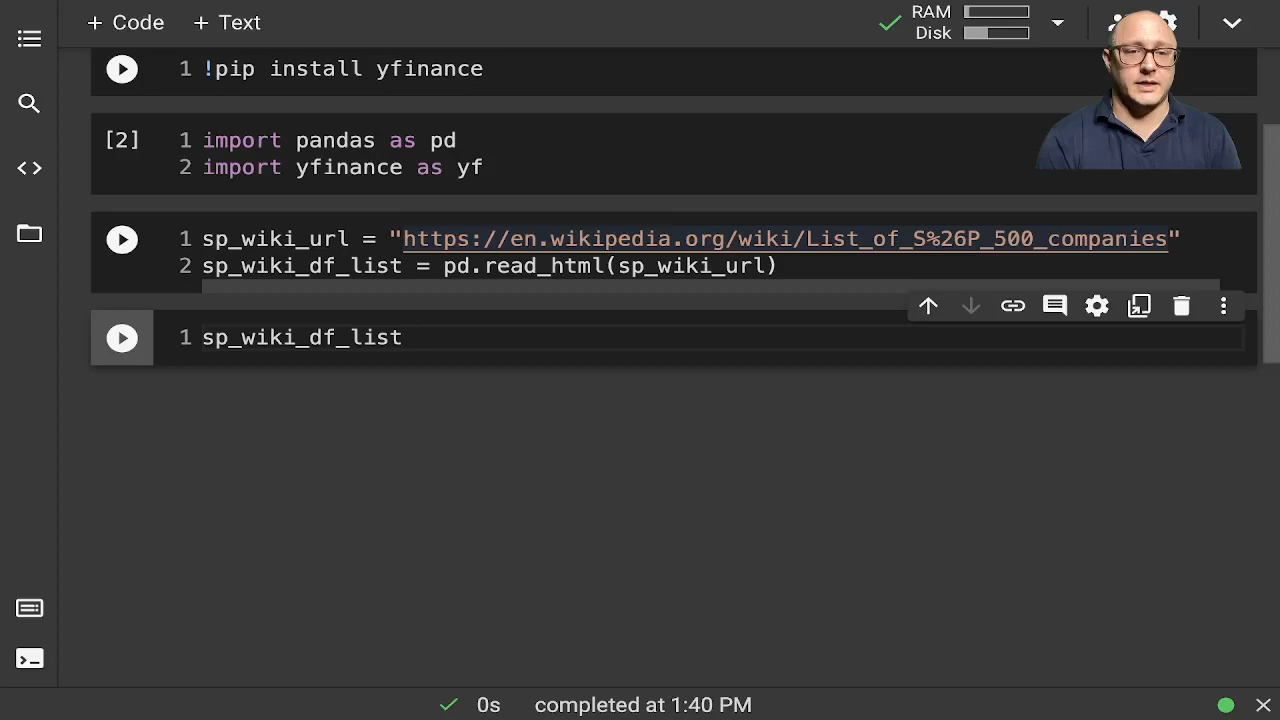 + Code + Text
RAM
Disk
1 !pip install yfinance
[2] 1 import pandas as pd
2 import yfinance as yf
1 sp_wiki_url = "https://en.wikipedia.org/wiki/List_of_S%26P_500_companies"
2 sp_wiki_df_list = pd.read_html(sp_wiki_url)
1 sp_wiki_df_list
0s completed at 1:40 PM